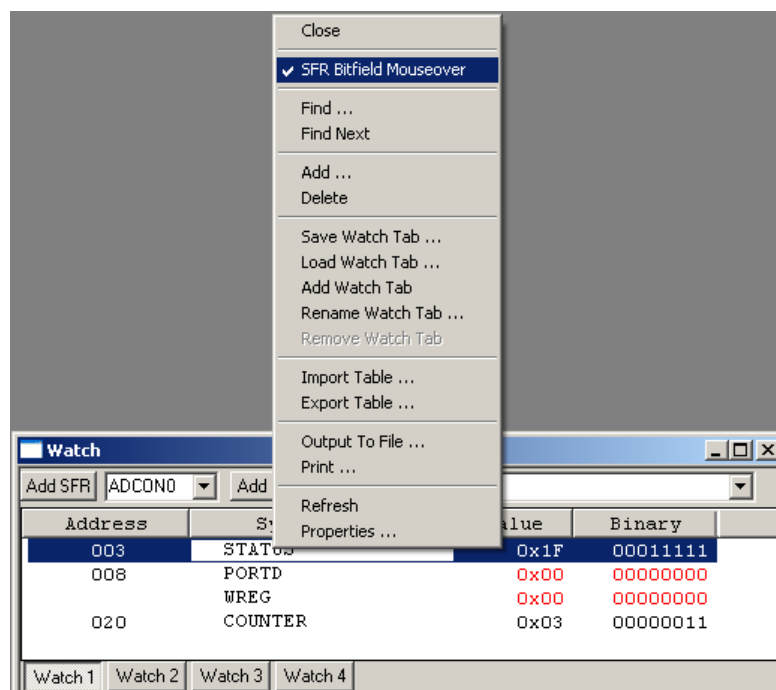 Close
SFR Bitfield Mouseover
Find ...
Find Next
Add ...
Delete
Save Watch Tab ...
Load Watch Tab ...
Add Watch Tab
Rename Watch Tab ...
Remove Watch Tab
Import Table ...
Export Table ...
Output To File ...
Print ...
Refresh
Properties ...
Watch
Add SFR ADCON0 Add
Address Binary
003 STATUS 0x1F 00011111
008 PORTD 0x00 00000000
WREG 0x00 00000000
020 COUNTER 0x03 00000011
Watch 1 Watch 2 Watch 3 Watch 4